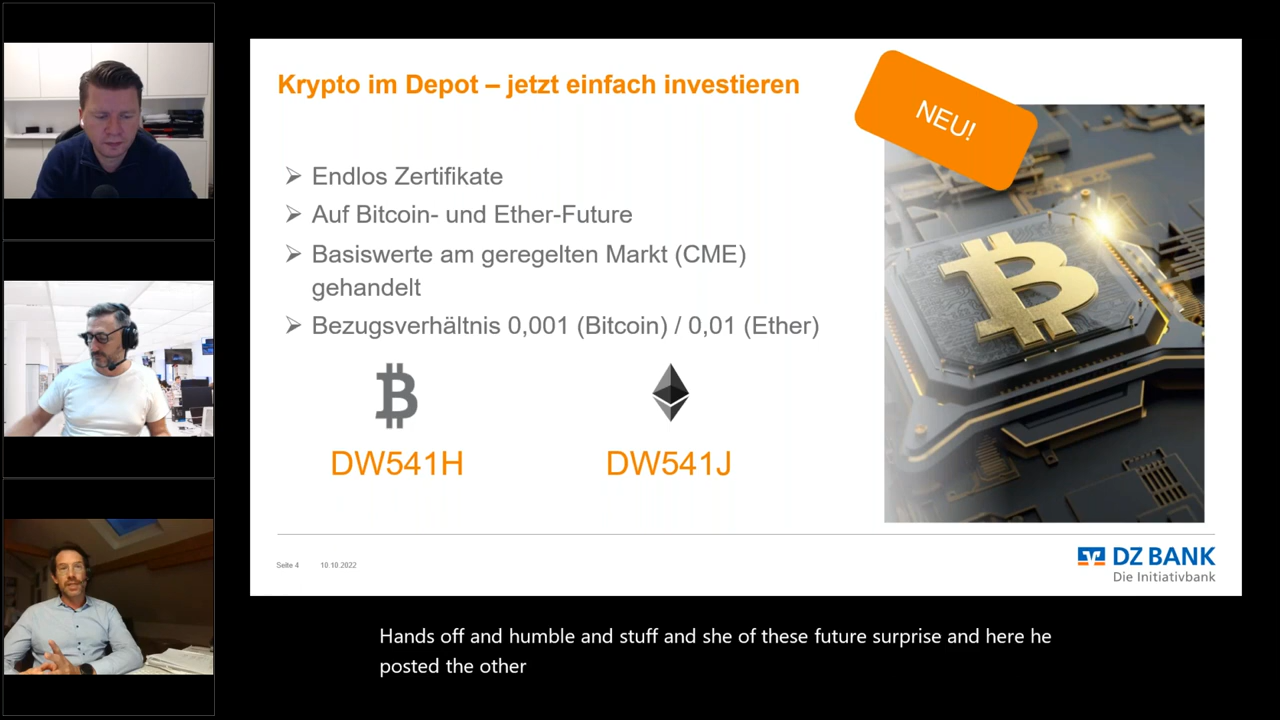 Krypto im Depot – jetzt einfach investieren
NEU!
➢ Endlos Zertifikate
➢ Auf Bitcoin- und Ether-Future
➢ Basiswerte am geregelten Markt (CME)
gehandelt
➢ Bezugsverhältnis 0,001 (Bitcoin) / 0,01 (Ether)
DW541H
DW541J
Seite 4
10.10.2022
DZ BANK
Die Initiativbank
Hands off and humble and stuff and she of these future surprise and here he
posted the other